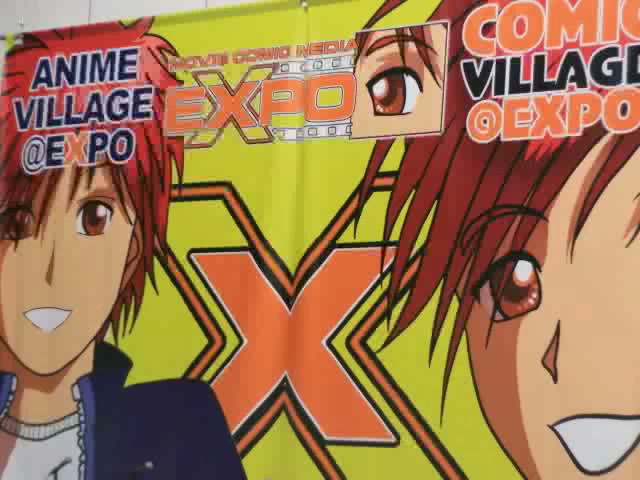 ANIME
VILLAGE
@EXPO
MOVIE COMIC MEDIA
EXPO
COMIC
VILLAGE
@EXPO
X